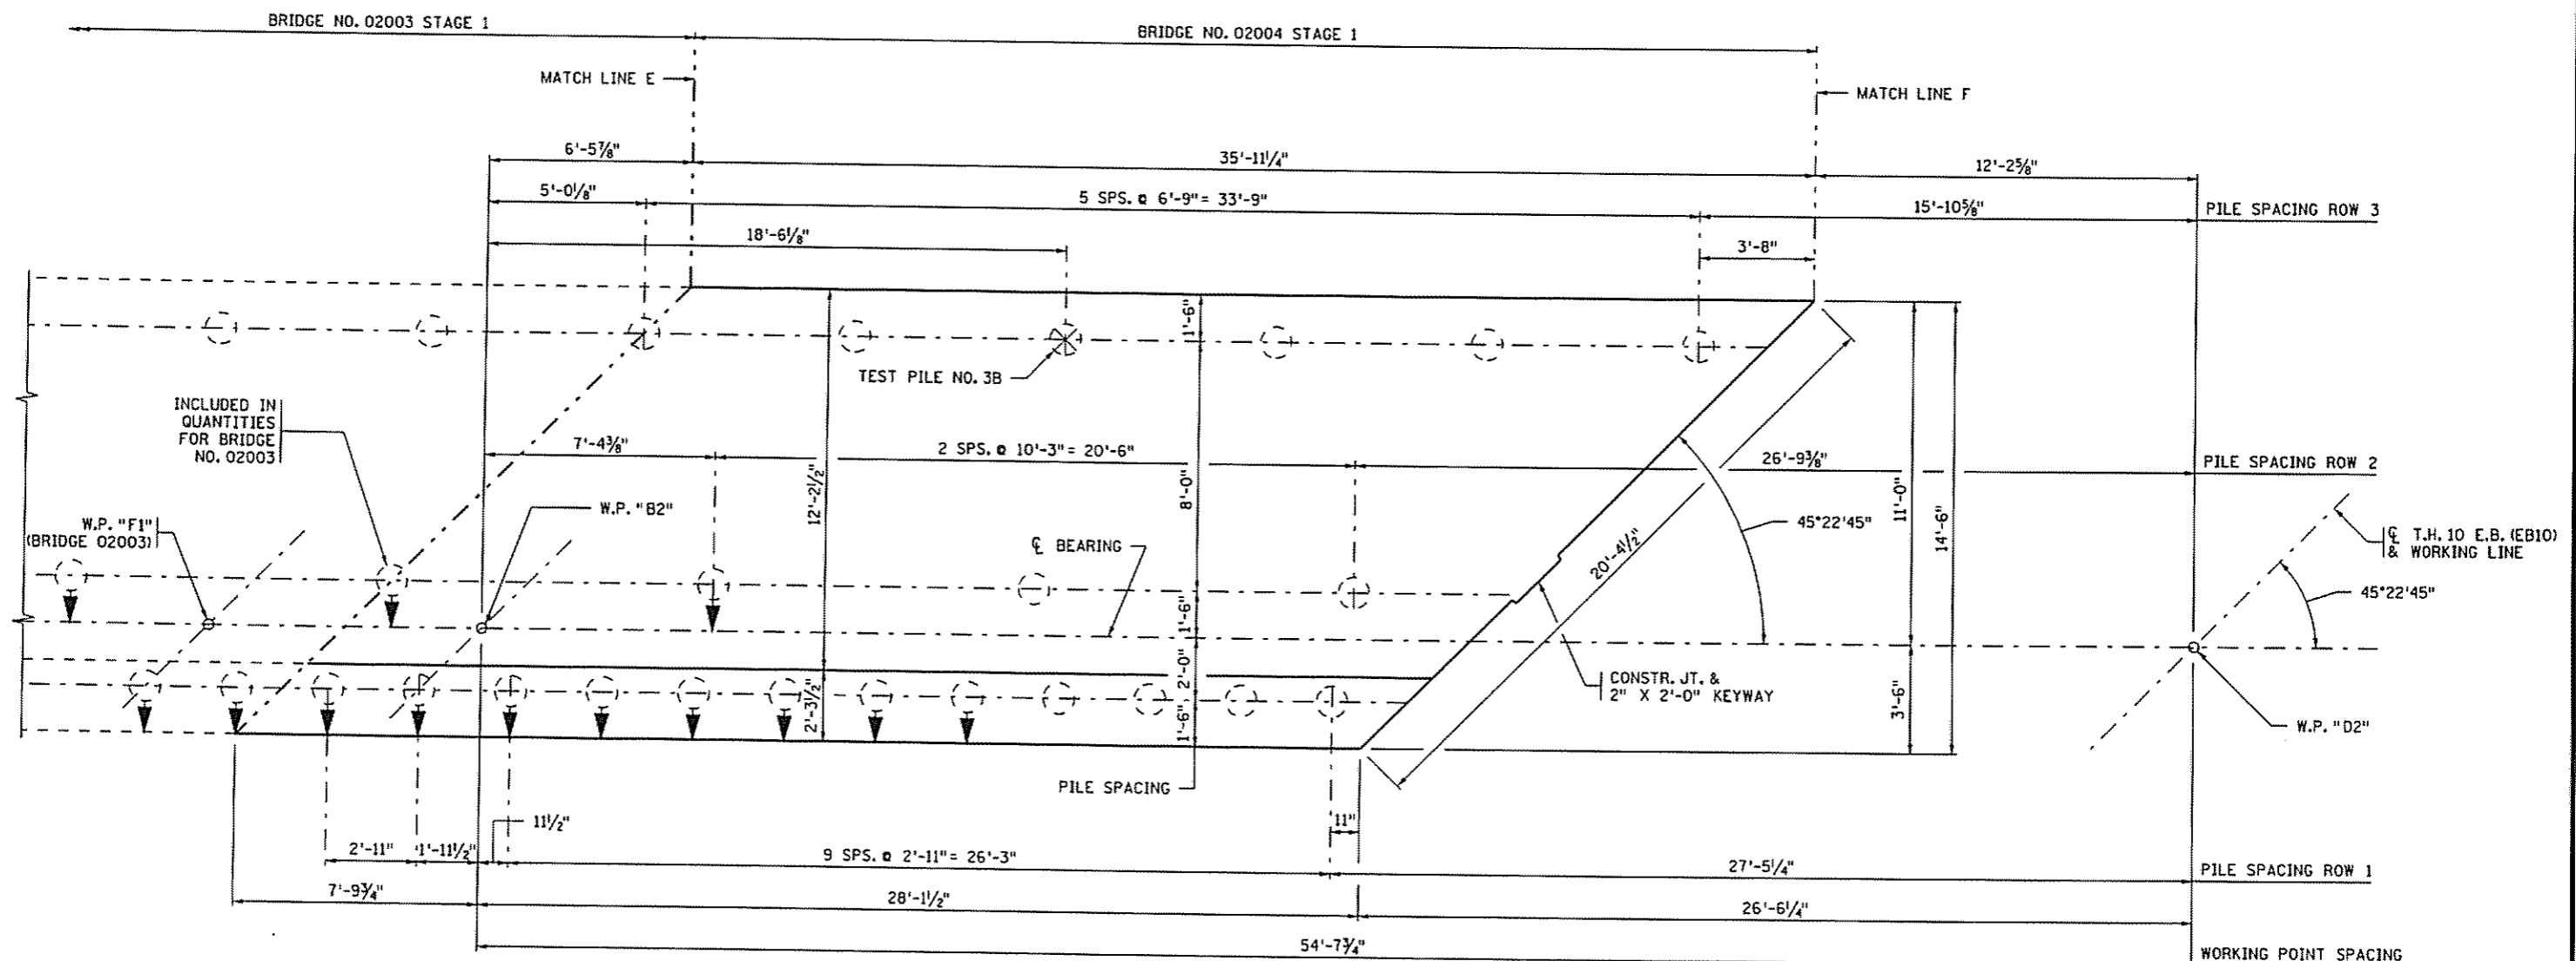 BRIDGE NO. 02003 STAGE 1
BRIDGE NO. 02004 STAGE 1
MATCH LINE E
MATCH LINE F
6'-5⅞"
35'-11¼"
12'-2⅝"
5'-0⅛"
5 SPS. @ 6'-9" = 33'-9"
15'-10⅝"
PILE SPACING ROW 3
18'-6⅛"
3'-8"
1'-6"
TEST PILE NO. 3B
INCLUDED IN
QUANTITIES
FOR BRIDGE
NO. 02003
7'-4⅜"
2 SPS. @ 10'-3" = 20'-6"
26'-9⅜"
PILE SPACING ROW 2
12'-2½"
8'-0"
11'-0"
14'-6"
W.P. "F1"
(BRIDGE 02003)
W.P. "B2"
℄ BEARING
20'-4½"
45°22'45"
℄ T.H. 10 E.B. (EB10)
& WORKING LINE
45°22'45"
1'-6"
2'-0"
CONSTR. JT. &
2" X 2'-0" KEYWAY
3'-6"
2'-3½"
1'-6"
W.P. "D2"
PILE SPACING
11½"
11"
2'-11"
1'-11½"
9 SPS. @ 2'-11" = 26'-3"
27'-5¼"
PILE SPACING ROW 1
7'-9¾"
28'-1½"
26'-6¼"
54'-7¾"
WORKING POINT SPACING